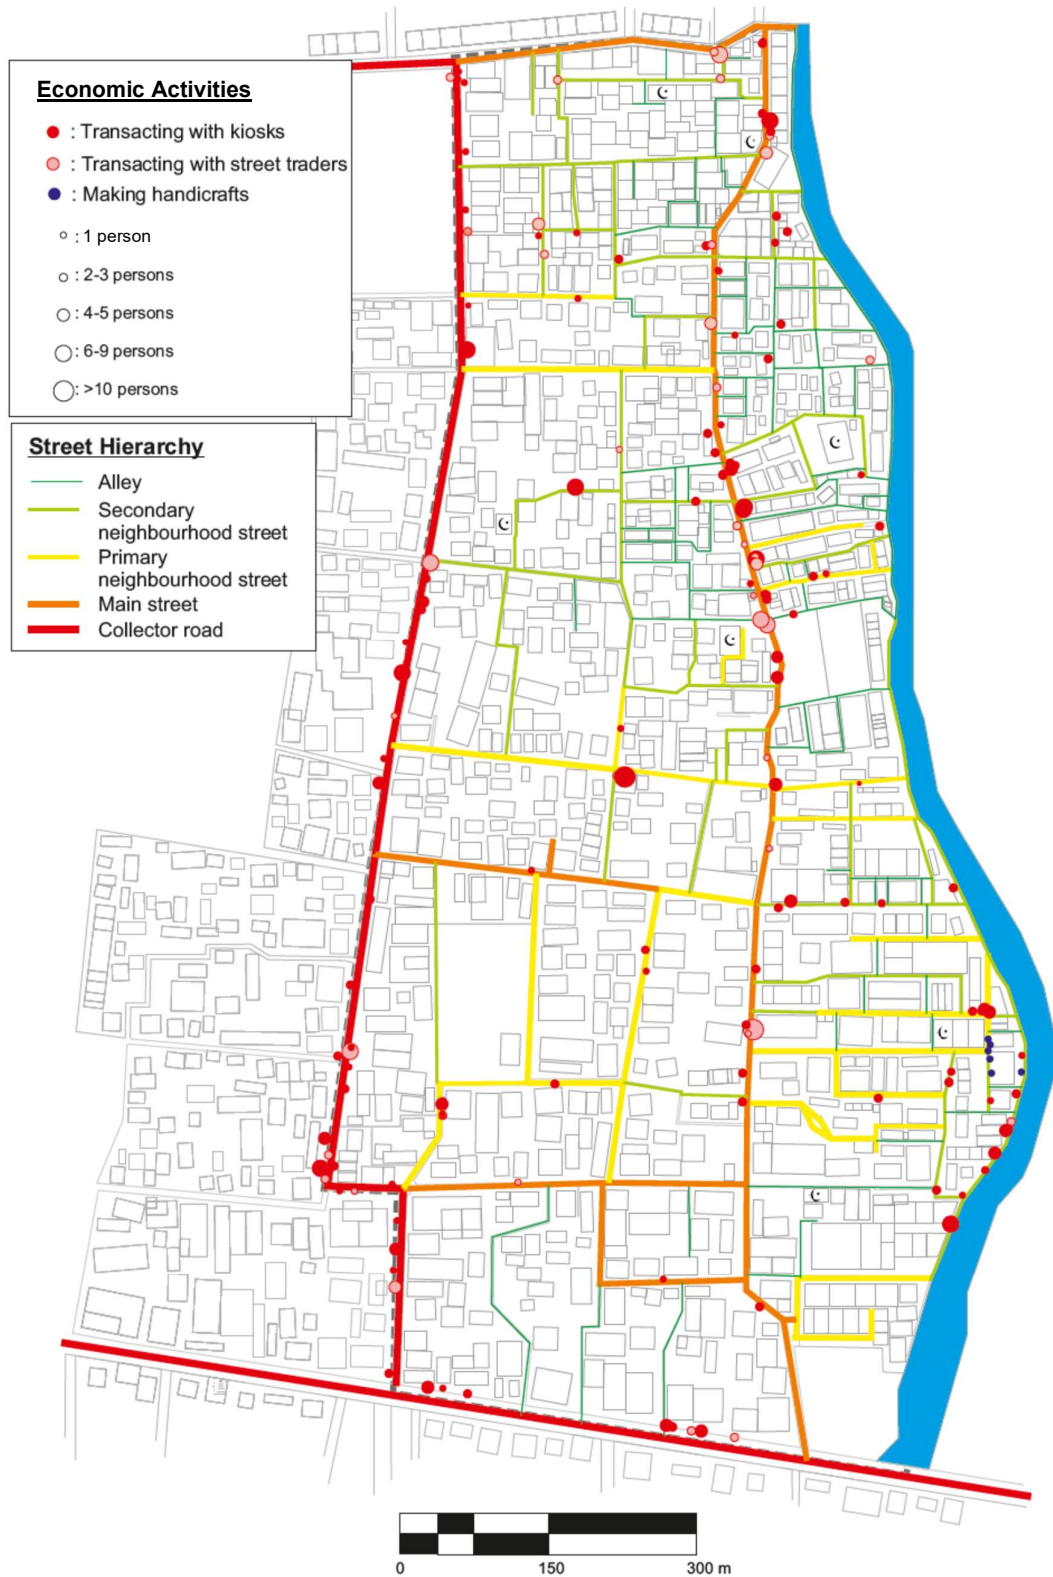 Economic Activities
: Transacting with kiosks
: Transacting with street traders
: Making handicrafts
: 1 person
: 2-3 persons
: 4-5 persons
: 6-9 persons
: >10 persons
Street Hierarchy
Alley
Secondary
neighbourhood street
Primary
neighbourhood street
Main street
Collector road
0 150 300 m